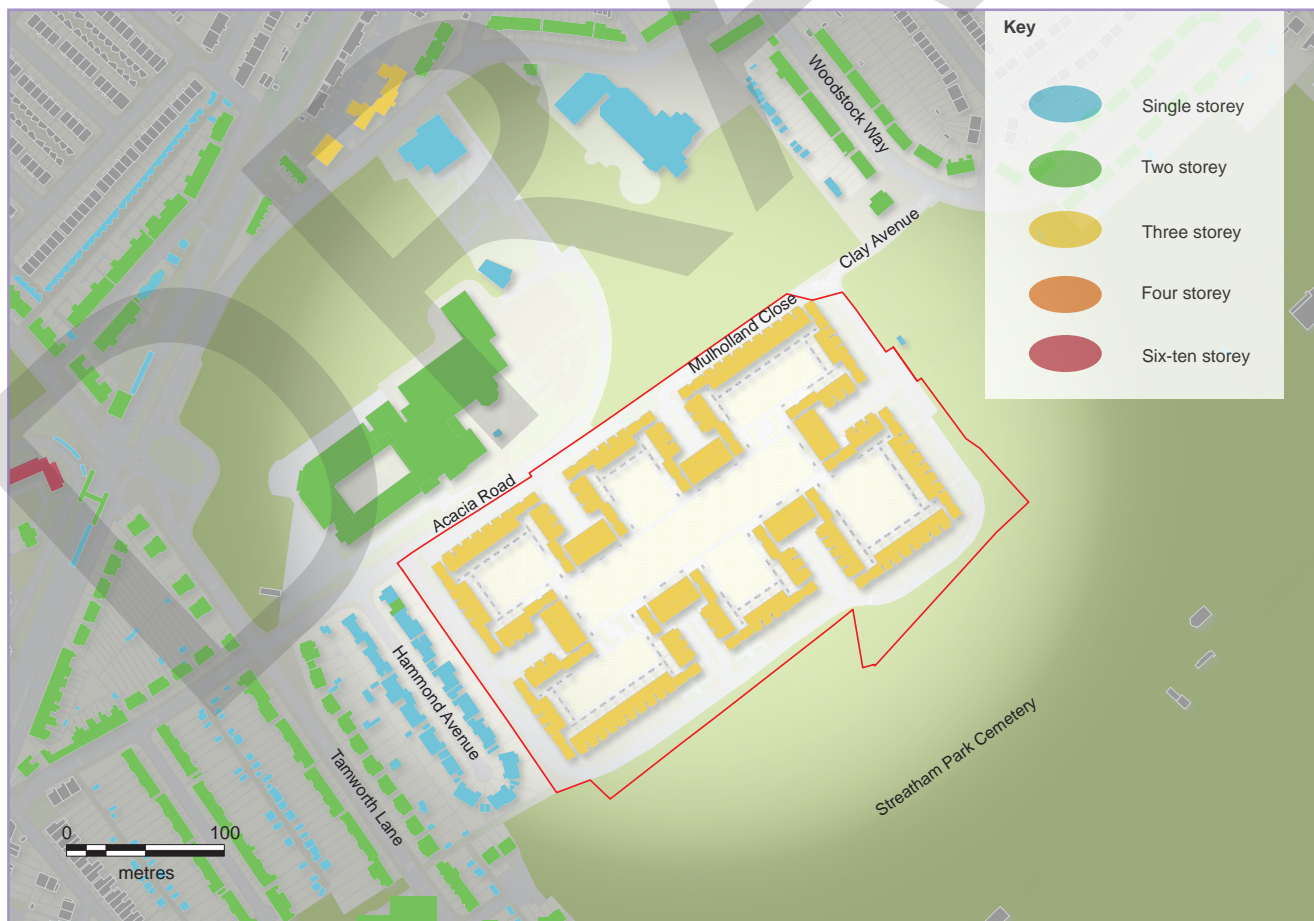 Key
Single storey
Two storey
Three storey
Four storey
Six-ten storey
Woodstock Way
Clay Avenue
Mulholland Close
Acacia Road
Hammond Avenue
Tamworth Lane
Streatham Park Cemetery
0 100
metres